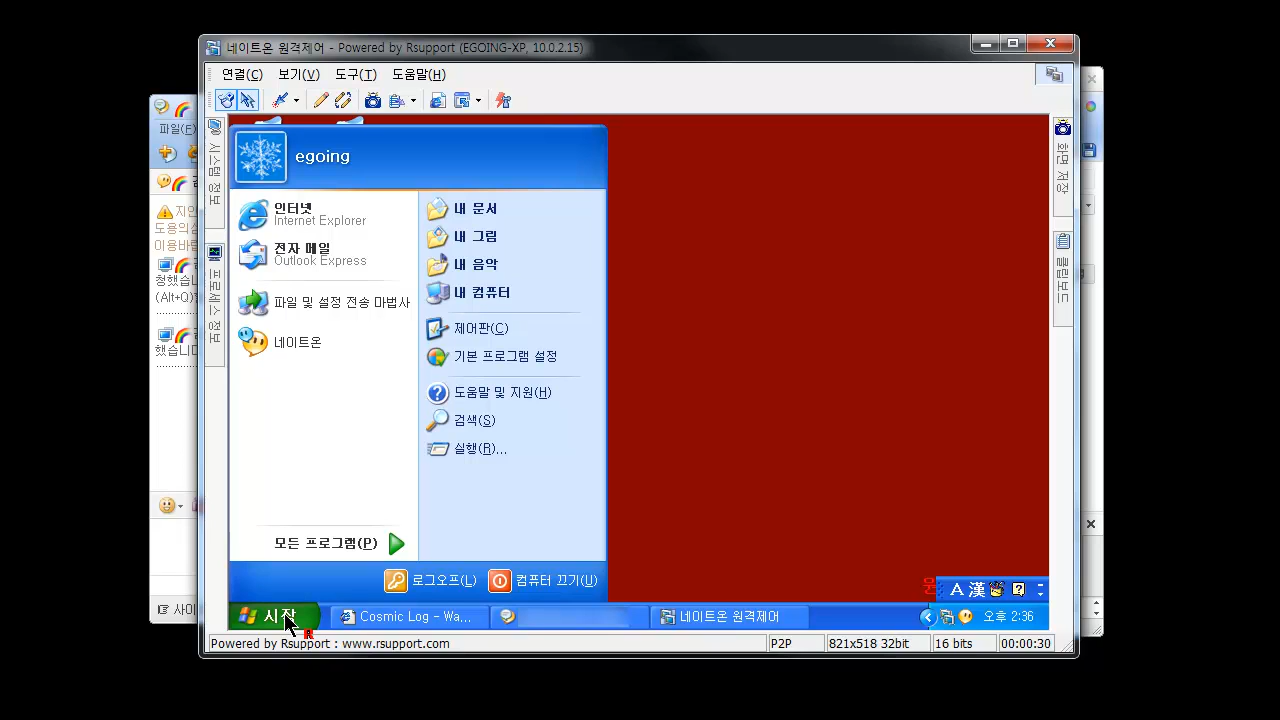 네이트온 원격제어 - Powered by Rsupport (EGOING-XP, 10.0.2.15)
연결(C) 보기(V) 도구(T) 도움말(H)
파일(F)
시스템 정보
프로세스 정보
화면 저장
클립보드
egoing
인터넷
Internet Explorer
전자 메일
Outlook Express
파일 및 설정 전송 마법사
네이트온
모든 프로그램(P)
내 문서
내 그림
내 음악
내 컴퓨터
제어판(C)
기본 프로그램 설정
도움말 및 지원(H)
검색(S)
실행(R)...
로그오프(L) 컴퓨터 끄기(U)
도용의심
이용바랍
청했습니
(Alt+Q)
했습니다
A 漢
시작 Cosmic Log - Wa... 네이트온 원격제어 오후 2:36
R
Powered by Rsupport : www.rsupport.com P2P 821x518 32bit 16 bits 00:00:30